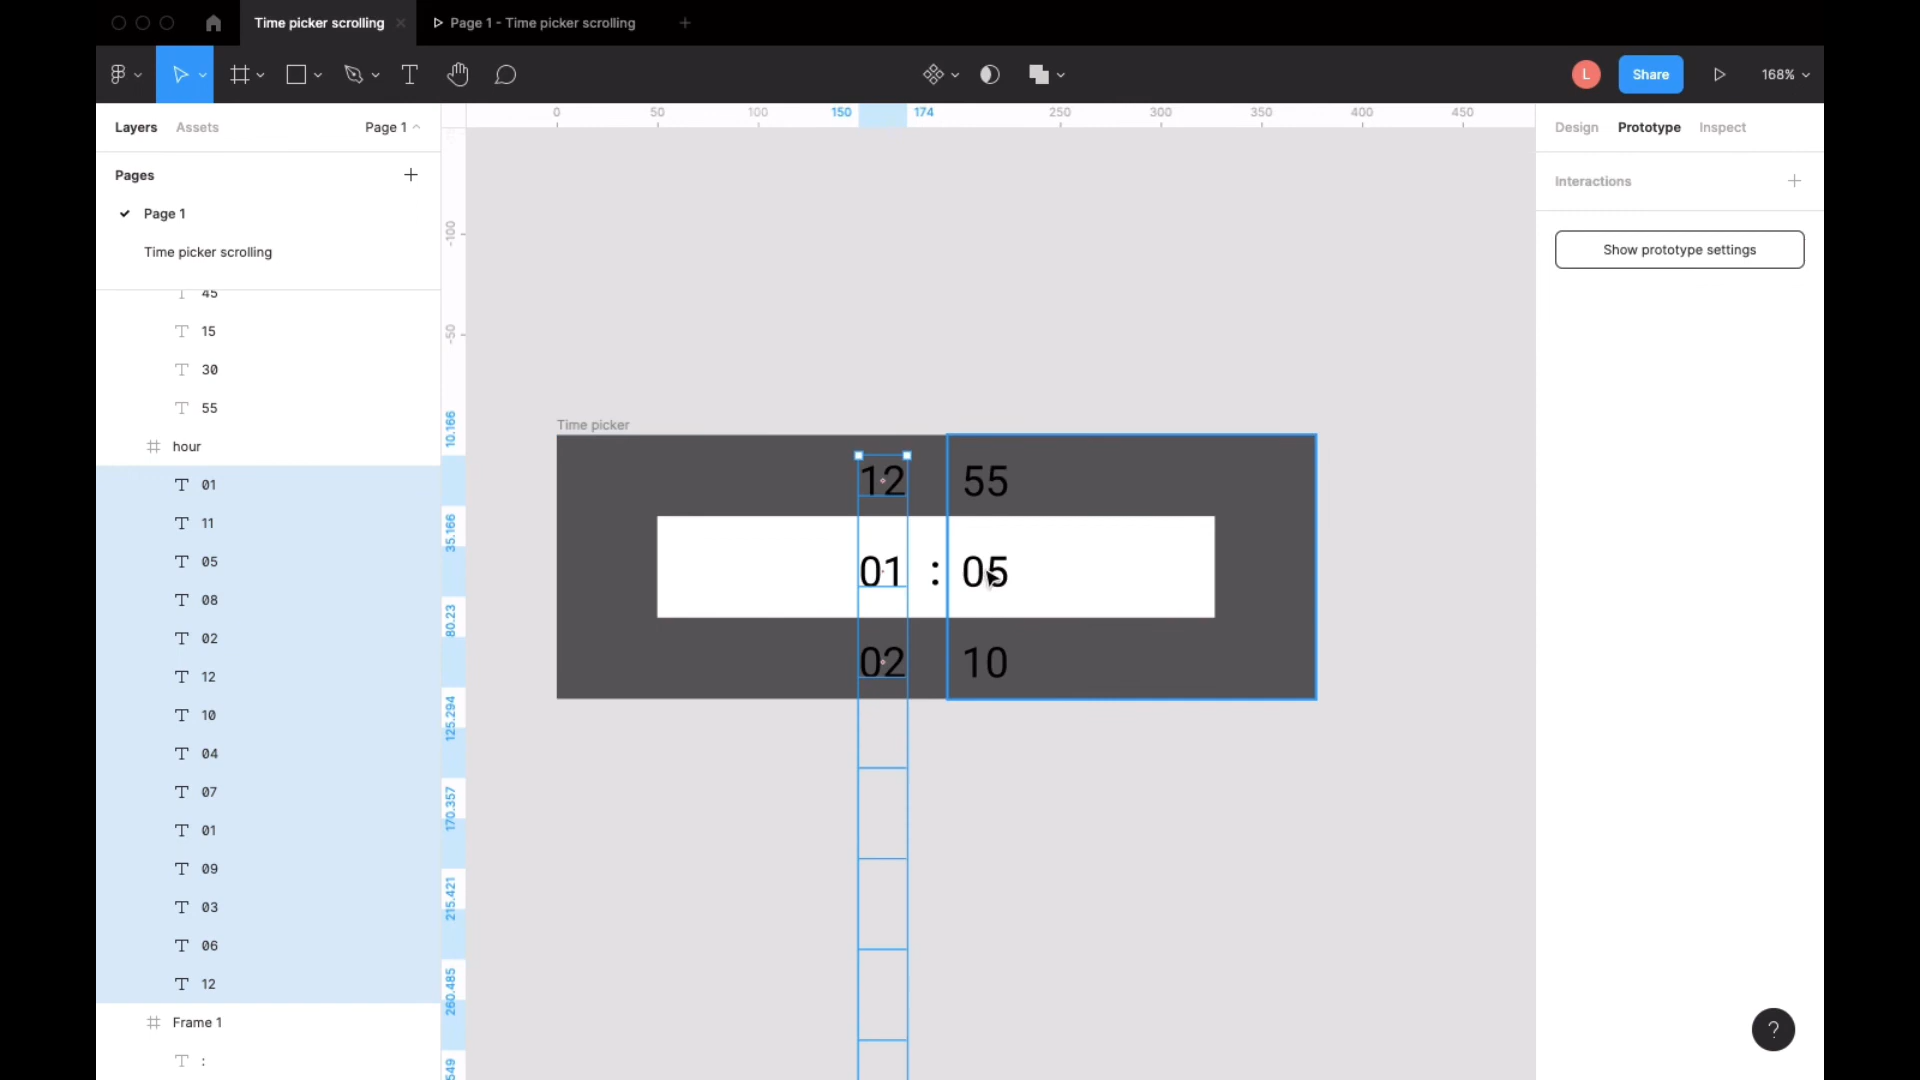 Time picker scrolling
Page 1 - Time picker scrolling
L
Share
168%
Layers
Assets
Page 1
Pages
Page 1
Time picker scrolling
45
15
30
55
hour
01
11
05
08
02
12
10
04
07
01
09
03
06
12
Frame 1
:
0
50
100
150
174
250
300
350
400
450
-100
-50
10.166
35.166
80.23
125.294
170.357
215.421
260.485
549
Time picker
12
55
01 : 05
02
10
Design
Prototype
Inspect
Interactions
Show prototype settings
?